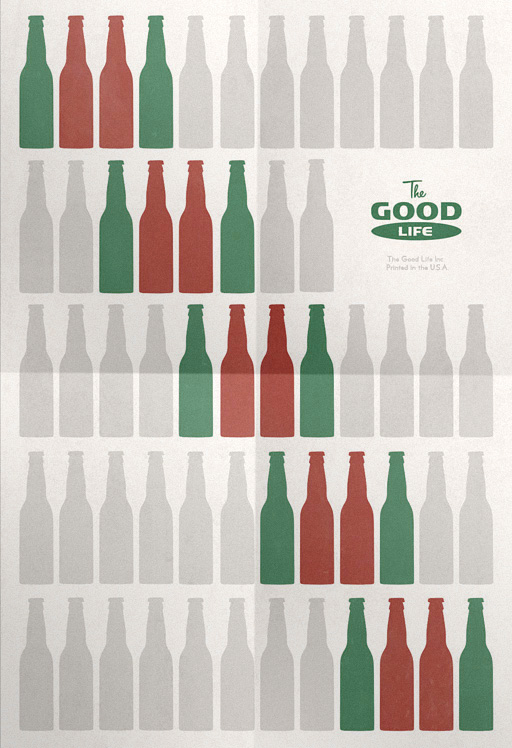 The
GOOD
LIFE
The Good Life Inc.
Printed in the U.S.A.